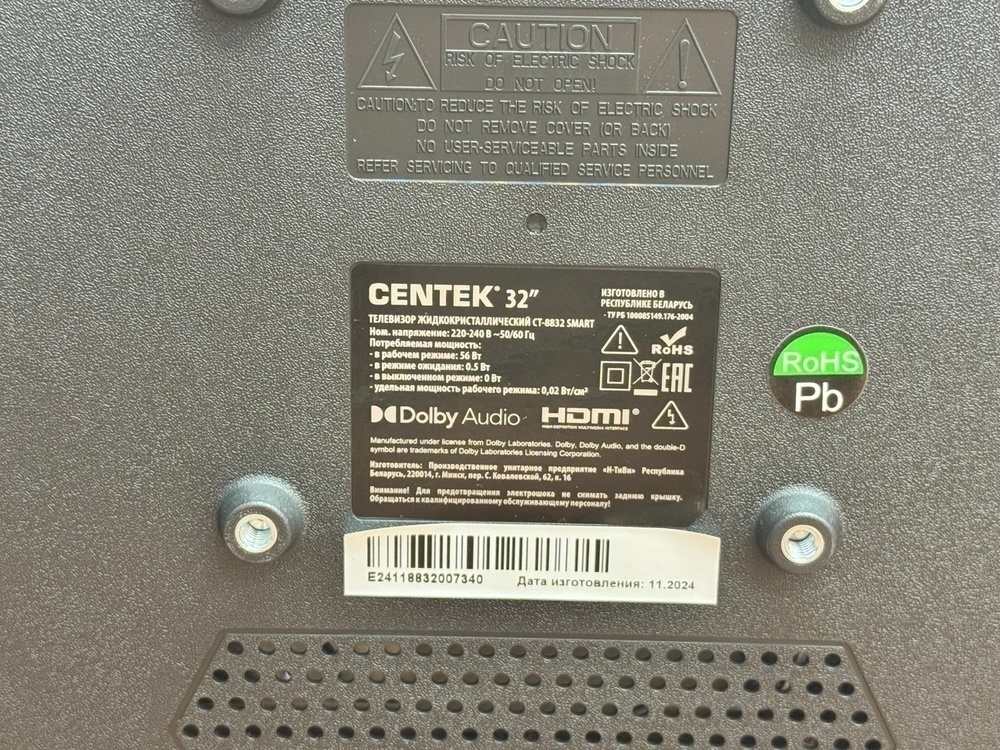 CAUTION
RISK OF ELECTRIC SHOCK
DO NOT OPEN!
CAUTION:TO REDUCE THE RISK OF ELECTRIC SHOCK
DO NOT REMOVE COVER (OR BACK)
NO USER-SERVICEABLE PARTS INSIDE
REFER SERVICING TO QUALIFIED SERVICE PERSONNEL
CENTEK® 32”
ТЕЛЕВИЗОР ЖИДКОКРИСТАЛЛИЧЕСКИЙ CT-8832 SMART
Ном. напряжение: 220-240 В ~50/60 Гц
Потребляемая мощность:
- в рабочем режиме: 56 Вт
- в режиме ожидания: 0.5 Вт
- в выключенном режиме: 0 Вт
- удельная мощность рабочего режима: 0,02 Вт/см²
ИЗГОТОВЛЕНО В
РЕСПУБЛИКЕ БЕЛАРУСЬ
- ТУ РБ 100085149.176-2004
RoHS
EAC
Dolby Audio
HDMI®
HIGH-DEFINITION MULTIMEDIA INTERFACE
Manufactured under license from Dolby Laboratories. Dolby, Dolby Audio, and the double-D
symbol are trademarks of Dolby Laboratories Licensing Corporation.
Изготовитель: Производственное унитарное предприятие «Н-ТиВи» Республика
Беларусь, 220014, г. Минск, пер. С. Ковалевской, 62, к. 16
Внимание! Для предотвращения электрошока не снимать заднюю крышку.
Обращаться к квалифицированному обслуживающему персоналу!
RoHS
Pb
E24118832007340
Дата изготовления: 11.2024